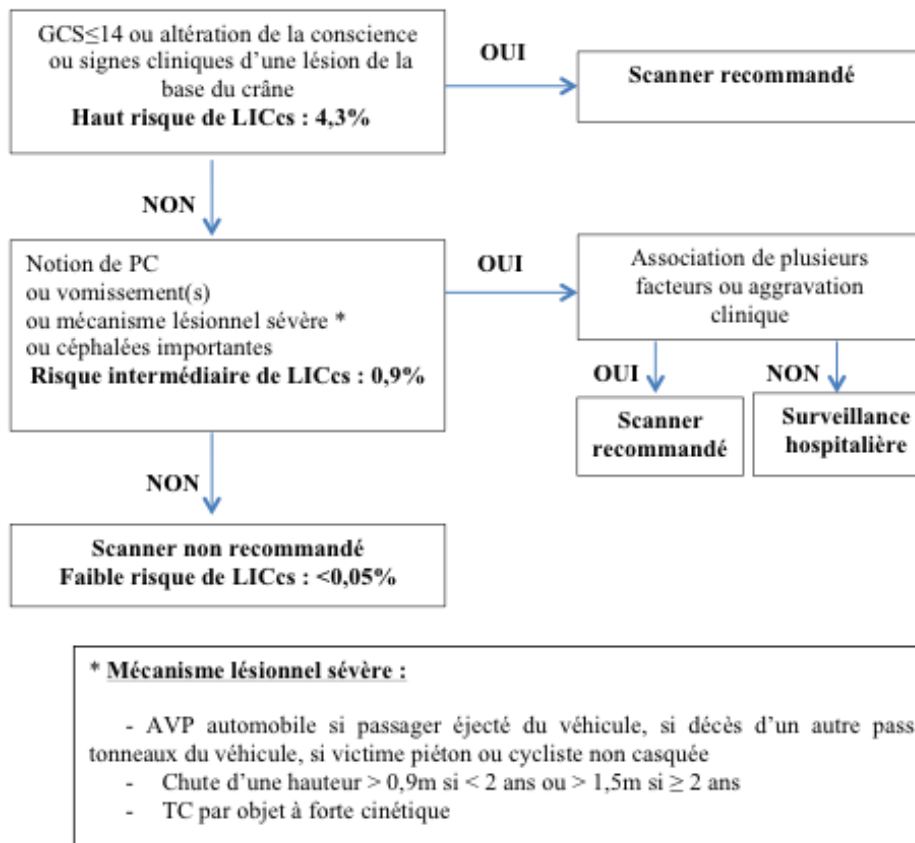 GCS≤14 ou altération de la conscience
ou signes cliniques d’une lésion de la
base du crâne
Haut risque de LICcs : 4,3%
OUI
Scanner recommandé
NON
Notion de PC
ou vomissement(s)
ou mécanisme lésionnel sévère *
ou céphalées importantes
Risque intermédiaire de LICcs : 0,9%
OUI
Association de plusieurs
facteurs ou aggravation
clinique
OUI
NON
Scanner
recommandé
Surveillance
hospitalière
NON
Scanner non recommandé
Faible risque de LICcs : <0,05%
* Mécanisme lésionnel sévère :
- AVP automobile si passager éjecté du véhicule, si décès d’un autre pass
tonneaux du véhicule, si victime piéton ou cycliste non casquée
- Chute d’une hauteur > 0,9m si < 2 ans ou > 1,5m si ≥ 2 ans
- TC par objet à forte cinétique